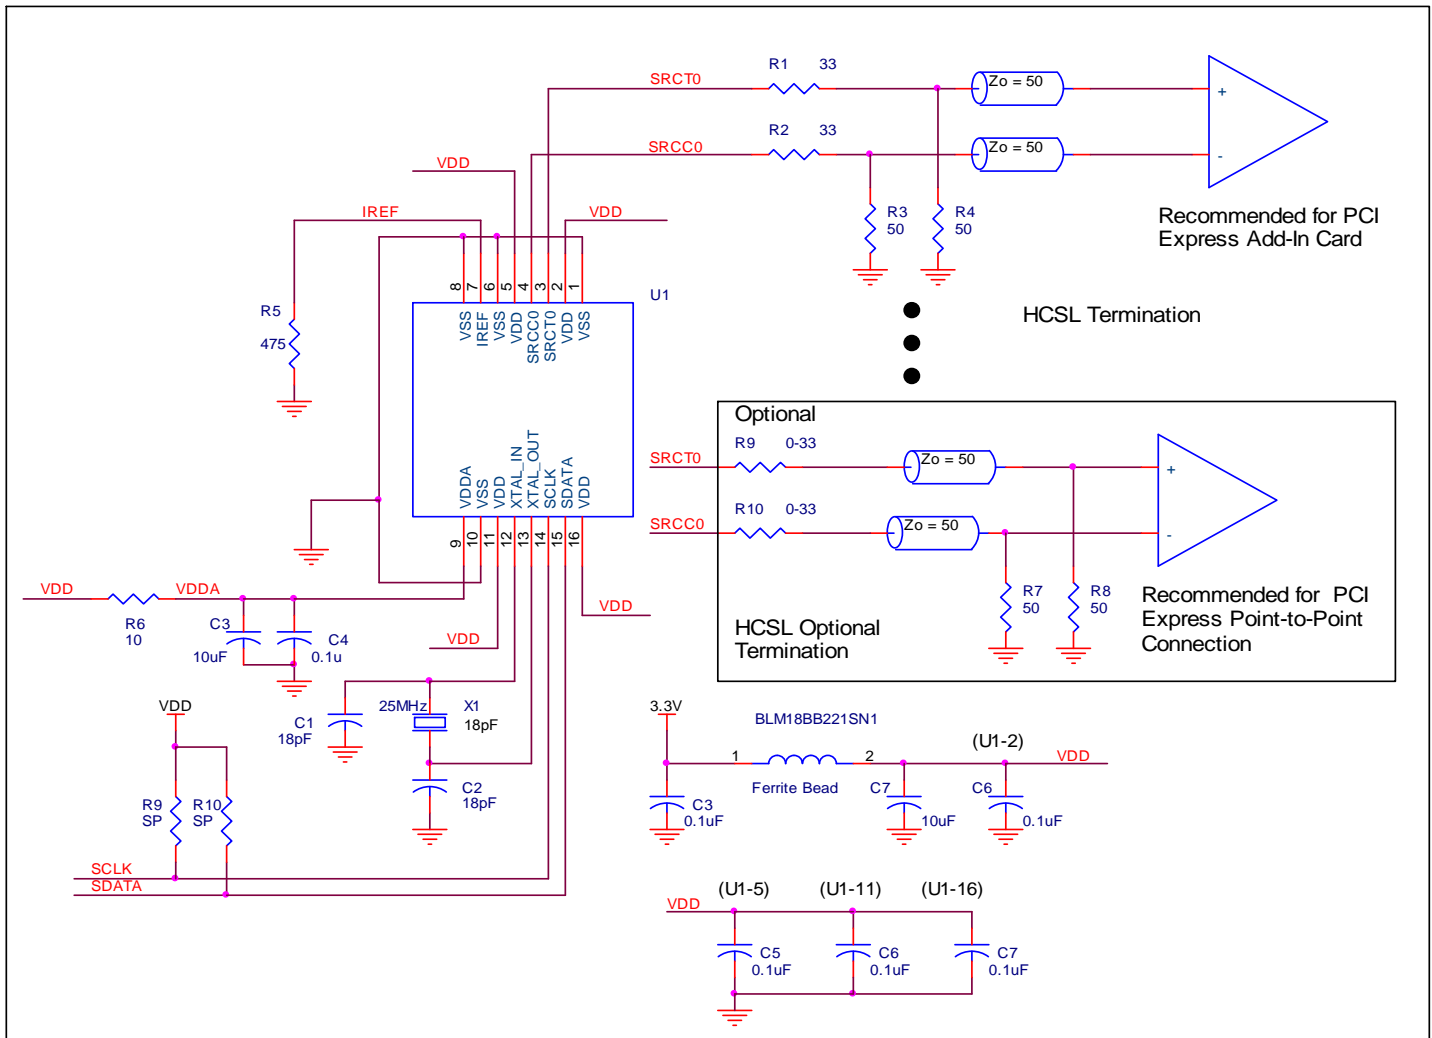 R1 33
SRCT0
Zo = 50
+
R2 33
SRCC0
Zo = 50
-
VDD
IREF
VDD
R3
50
R4
50
Recommended for PCI
Express Add-In Card
8 7 6 5 4 3 2 1
U1
VSS
IREF
VSS
VDD
SRCC0
SRCT0
VDD
VSS
R5
475
HCSL Termination
Optional
R9 0-33
SRCT0
Zo = 50
+
R10 0-33
SRCC0
Zo = 50
-
VDDA
VSS
VDD
XTAL_IN
XTAL_OUT
SCLK
SDATA
VDD
9 10 11 12 13 14 15 16
VDD
VDDA
R6
10
C3
10uF
C4
0.1u
VDD
VDD
R7
50
R8
50
Recommended for PCI
Express Point-to-Point
Connection
HCSL Optional
Termination
VDD
C1
18pF
25MHz
X1
18pF
C2
18pF
R9
SP
R10
SP
SCLK
SDATA
3.3V
BLM18BB221SN1
1 2
Ferrite Bead
(U1-2)
VDD
C3
0.1uF
C7
10uF
C6
0.1uF
VDD
(U1-5) (U1-11) (U1-16)
C5
0.1uF
C6
0.1uF
C7
0.1uF